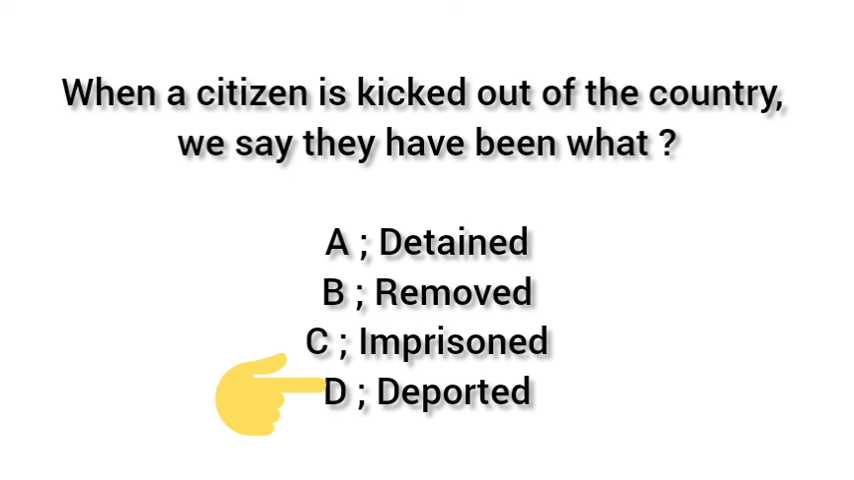 When a citizen is kicked out of the country,
we say they have been what ?
A ; Detained
B ; Removed
C ; Imprisoned
D ; Deported